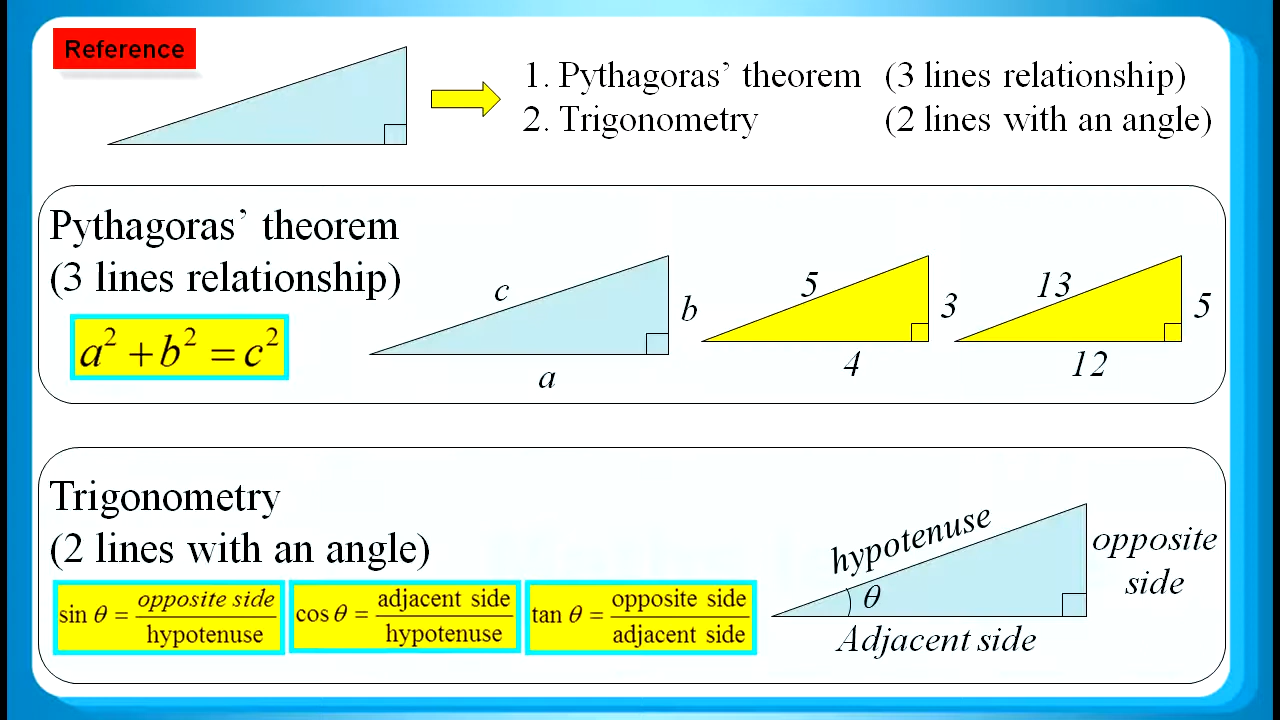 Reference
1. Pythagoras’ theorem (3 lines relationship)
2. Trigonometry (2 lines with an angle)
Pythagoras’ theorem
(3 lines relationship)
a² + b² = c²
c
b
a
5
3
4
13
5
12
Trigonometry
(2 lines with an angle)
sin θ = opposite side / hypotenuse
cos θ = adjacent side / hypotenuse
tan θ = opposite side / adjacent side
hypotenuse
θ
opposite
side
Adjacent side